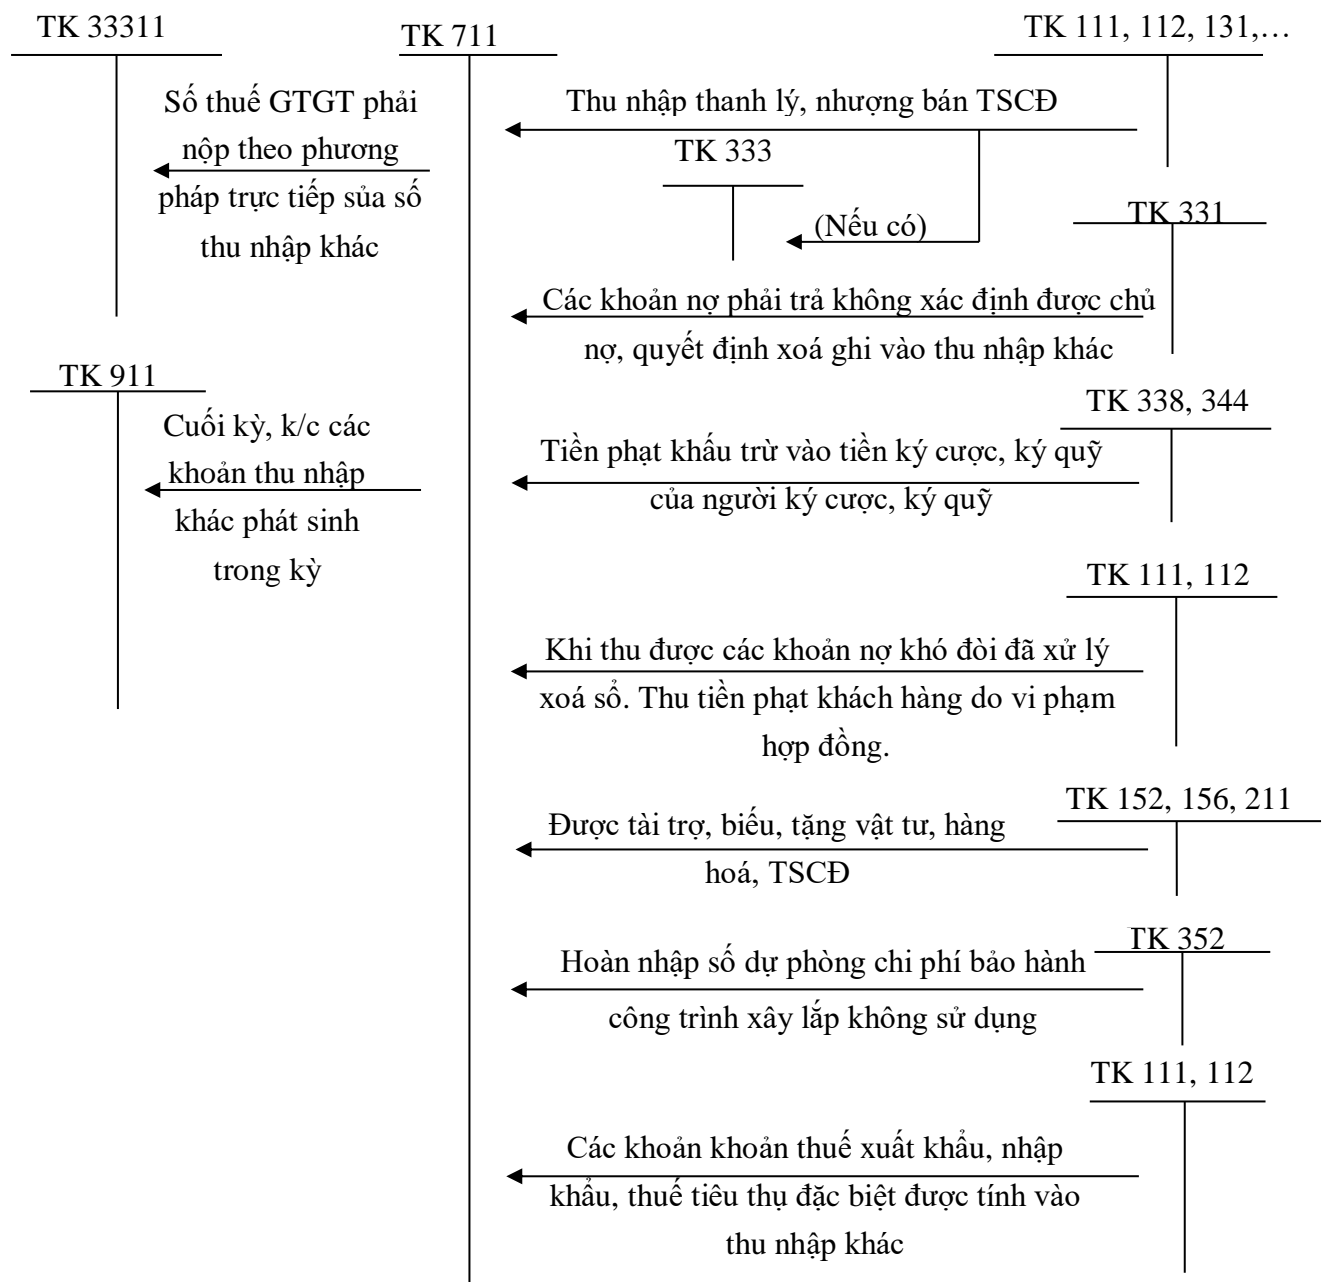 TK 33311
TK 711
TK 111, 112, 131,…
Số thuế GTGT phải
nộp theo phương
pháp trực tiếp sủa số
thu nhập khác
Thu nhập thanh lý, nhượng bán TSCĐ
TK 333
(Nếu có)
TK 331
Các khoản nợ phải trả không xác định được chủ
nợ, quyết định xoá ghi vào thu nhập khác
TK 911
Cuối kỳ, k/c các
khoản thu nhập
khác phát sinh
trong kỳ
TK 338, 344
Tiền phạt khấu trừ vào tiền ký cược, ký quỹ
của người ký cược, ký quỹ
TK 111, 112
Khi thu được các khoản nợ khó đòi đã xử lý
xoá sổ. Thu tiền phạt khách hàng do vi phạm
hợp đồng.
TK 152, 156, 211
Được tài trợ, biếu, tặng vật tư, hàng
hoá, TSCĐ
TK 352
Hoàn nhập số dự phòng chi phí bảo hành
công trình xây lắp không sử dụng
TK 111, 112
Các khoản khoản thuế xuất khẩu, nhập
khẩu, thuế tiêu thụ đặc biệt được tính vào
thu nhập khác